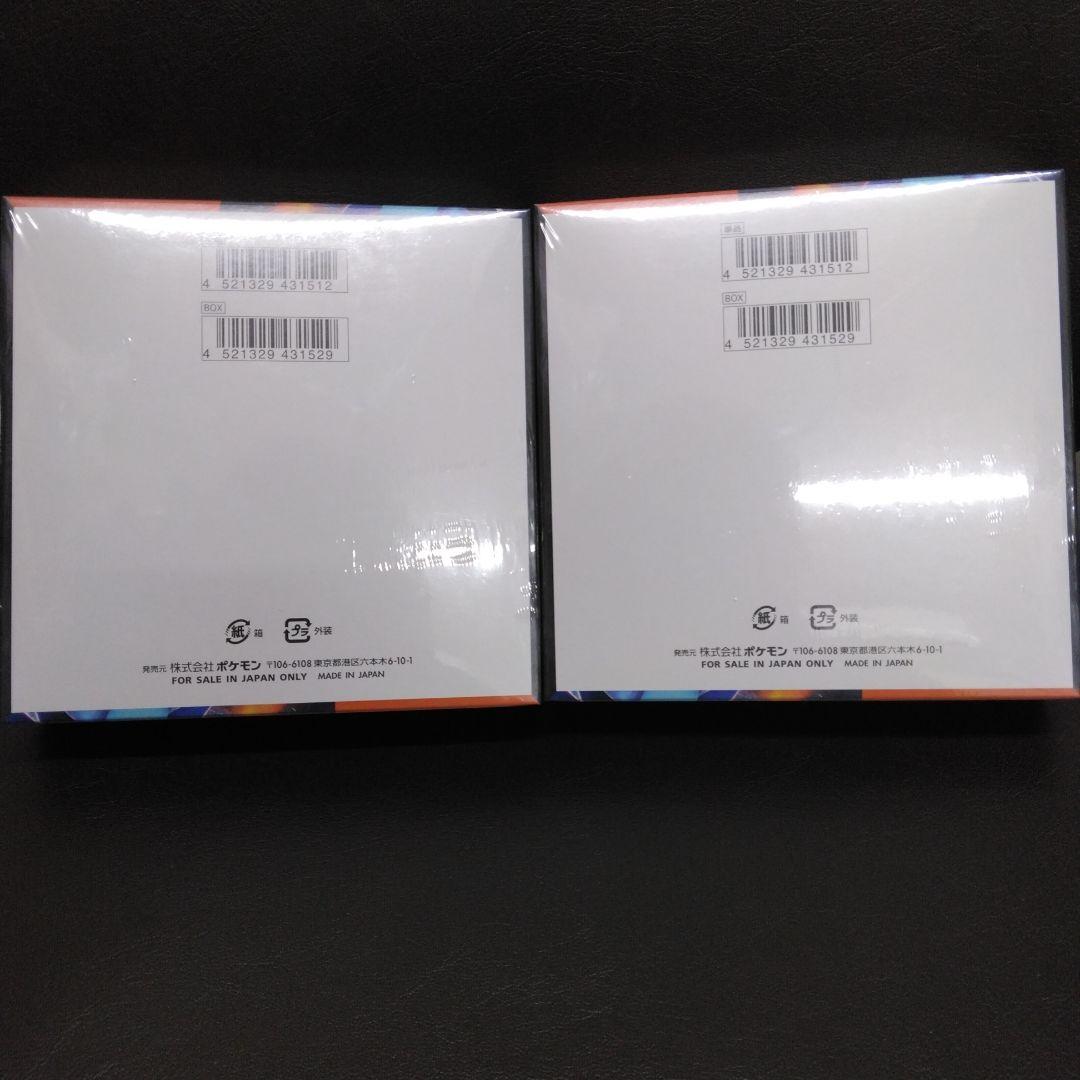 4 521329 431512
BOX
4 521329 431529
紙 箱 プラ 外装
発売元 株式会社 ポケモン 〒106-6108 東京都港区六本木6-10-1
FOR SALE IN JAPAN ONLY MADE IN JAPAN
単品
4 521329 431512
BOX
4 521329 431529
紙 箱 プラ 外装
発売元 株式会社 ポケモン 〒106-6108 東京都港区六本木6-10-1
FOR SALE IN JAPAN ONLY MADE IN JAPAN